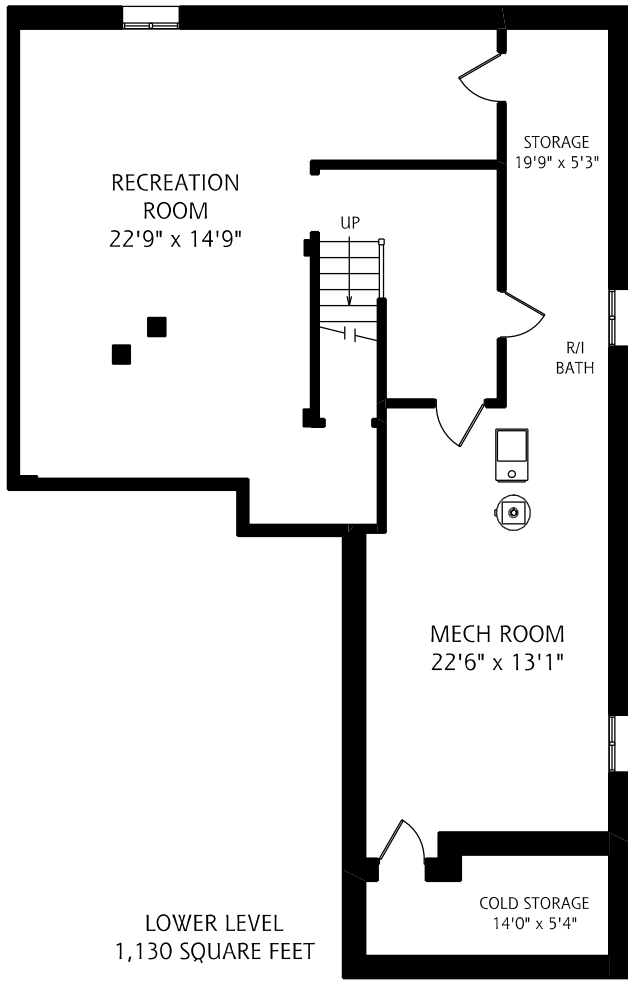 STORAGE
19'9" x 5'3"
RECREATION
ROOM
22'9" x 14'9"
UP
R/I
BATH
MECH ROOM
22'6" x 13'1"
COLD STORAGE
14'0" x 5'4"
LOWER LEVEL
1,130 SQUARE FEET